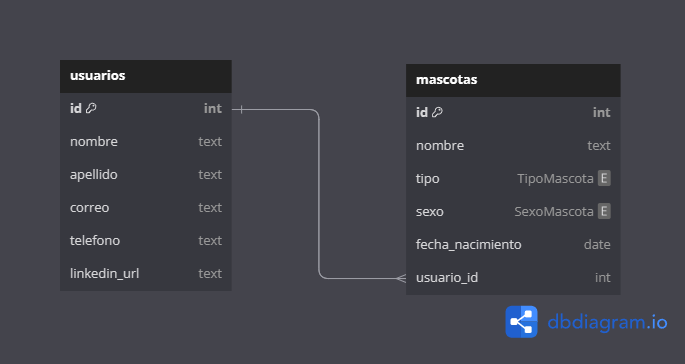 usuarios
id int
nombre text
apellido text
correo text
telefono text
linkedin_url text
mascotas
id int
nombre text
tipo TipoMascota E
sexo SexoMascota E
fecha_nacimiento date
usuario_id int
dbdiagram.io